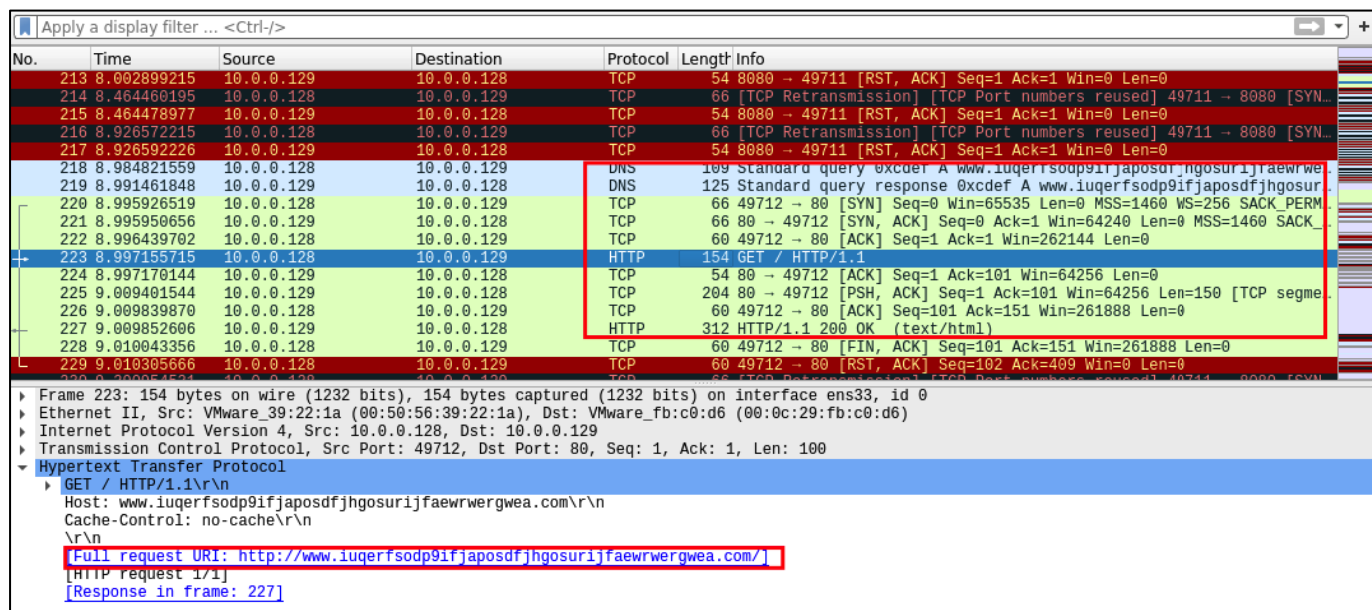 Apply a display filter ... <Ctrl-/>
No. Time Source Destination Protocol Length Info
213 8.002899215 10.0.0.129 10.0.0.128 TCP 54 8080 → 49711 [RST, ACK] Seq=1 Ack=1 Win=0 Len=0
214 8.464460195 10.0.0.128 10.0.0.129 TCP 66 [TCP Retransmission] [TCP Port numbers reused] 49711 → 8080 [SYN…
215 8.464478977 10.0.0.129 10.0.0.128 TCP 54 8080 → 49711 [RST, ACK] Seq=1 Ack=1 Win=0 Len=0
216 8.926572215 10.0.0.128 10.0.0.129 TCP 66 [TCP Retransmission] [TCP Port numbers reused] 49711 → 8080 [SYN…
217 8.926592226 10.0.0.129 10.0.0.128 TCP 54 8080 → 49711 [RST, ACK] Seq=1 Ack=1 Win=0 Len=0
218 8.984821559 10.0.0.128 10.0.0.129 DNS 109 Standard query 0xcdef A www.iuqerfsodp9ifjaposdfjhgosurijfaewrwe…
219 8.991461848 10.0.0.129 10.0.0.128 DNS 125 Standard query response 0xcdef A www.iuqerfsodp9ifjaposdfjhgosur…
220 8.995926519 10.0.0.128 10.0.0.129 TCP 66 49712 → 80 [SYN] Seq=0 Win=65535 Len=0 MSS=1460 WS=256 SACK_PERM…
221 8.995950656 10.0.0.129 10.0.0.128 TCP 66 80 → 49712 [SYN, ACK] Seq=0 Ack=1 Win=64240 Len=0 MSS=1460 SACK_…
222 8.996439702 10.0.0.128 10.0.0.129 TCP 60 49712 → 80 [ACK] Seq=1 Ack=1 Win=262144 Len=0
223 8.997155715 10.0.0.128 10.0.0.129 HTTP 154 GET / HTTP/1.1
224 8.997170144 10.0.0.129 10.0.0.128 TCP 54 80 → 49712 [ACK] Seq=1 Ack=101 Win=64256 Len=0
225 9.009401544 10.0.0.129 10.0.0.128 TCP 204 80 → 49712 [PSH, ACK] Seq=1 Ack=101 Win=64256 Len=150 [TCP segme…
226 9.009839870 10.0.0.128 10.0.0.129 TCP 60 49712 → 80 [ACK] Seq=101 Ack=151 Win=261888 Len=0
227 9.009852606 10.0.0.129 10.0.0.128 HTTP 312 HTTP/1.1 200 OK (text/html)
228 9.010043356 10.0.0.128 10.0.0.129 TCP 60 49712 → 80 [FIN, ACK] Seq=101 Ack=151 Win=261888 Len=0
229 9.010305666 10.0.0.128 10.0.0.129 TCP 60 49712 → 80 [RST, ACK] Seq=102 Ack=409 Win=0 Len=0
Frame 223: 154 bytes on wire (1232 bits), 154 bytes captured (1232 bits) on interface ens33, id 0
Ethernet II, Src: VMware_39:22:1a (00:50:56:39:22:1a), Dst: VMware_fb:c0:d6 (00:0c:29:fb:c0:d6)
Internet Protocol Version 4, Src: 10.0.0.128, Dst: 10.0.0.129
Transmission Control Protocol, Src Port: 49712, Dst Port: 80, Seq: 1, Ack: 1, Len: 100
Hypertext Transfer Protocol
GET / HTTP/1.1\r\n
Host: www.iuqerfsodp9ifjaposdfjhgosurijfaewrwergwea.com\r\n
Cache-Control: no-cache\r\n
\r\n
[Full request URI: http://www.iuqerfsodp9ifjaposdfjhgosurijfaewrwergwea.com/]
[HTTP request 1/1]
[Response in frame: 227]